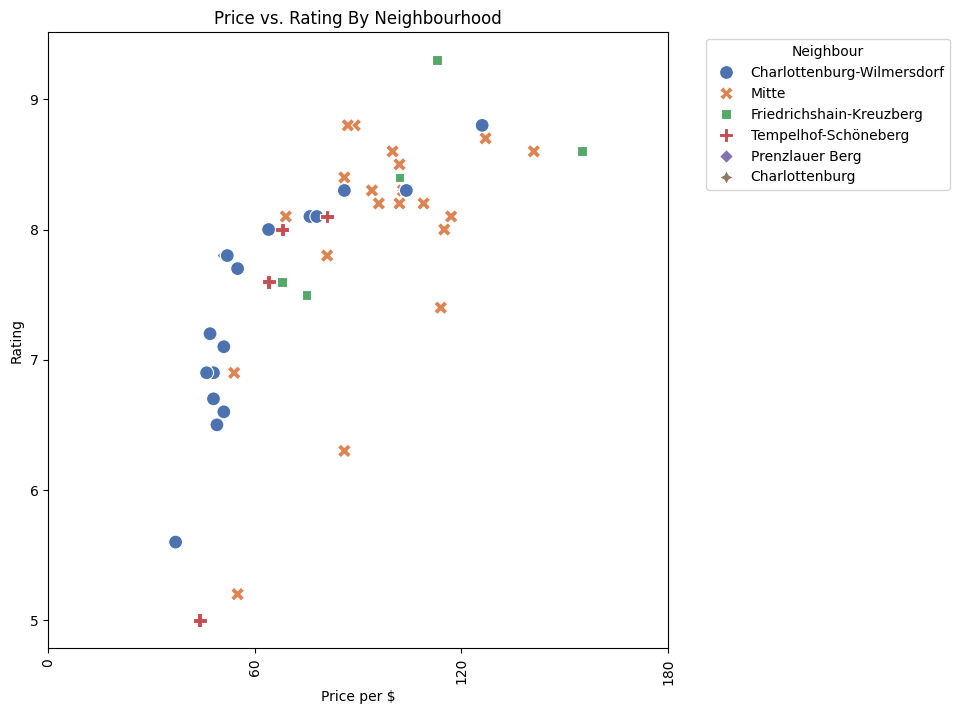 Price vs. Rating By Neighbourhood
Neighbour
Charlottenburg-Wilmersdorf
Mitte
Friedrichshain-Kreuzberg
Tempelhof-Schöneberg
Prenzlauer Berg
Charlottenburg
9
8
7
6
5
Rating
0
60
120
180
Price per $